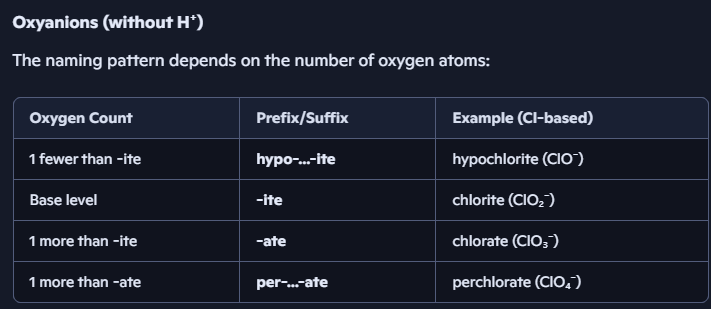 Oxyanions (without H⁺)
The naming pattern depends on the number of oxygen atoms:
Oxygen Count Prefix/Suffix Example (Cl-based)
1 fewer than -ite hypo-...-ite hypochlorite (ClO⁻)
Base level -ite chlorite (ClO₂⁻)
1 more than -ite -ate chlorate (ClO₃⁻)
1 more than -ate per-...-ate perchlorate (ClO₄⁻)